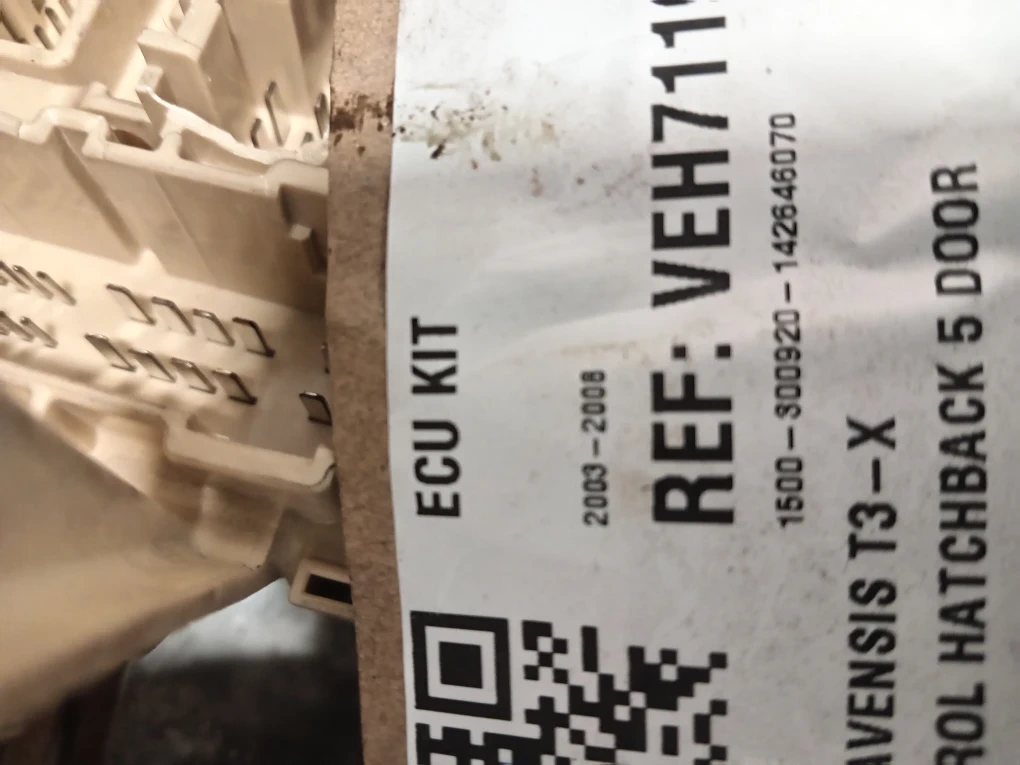 ECU KIT
2003-2008
REF: VEH711
1500-300920-142646070
AVENSIS T3-X
ROL HATCHBACK 5 DOOR